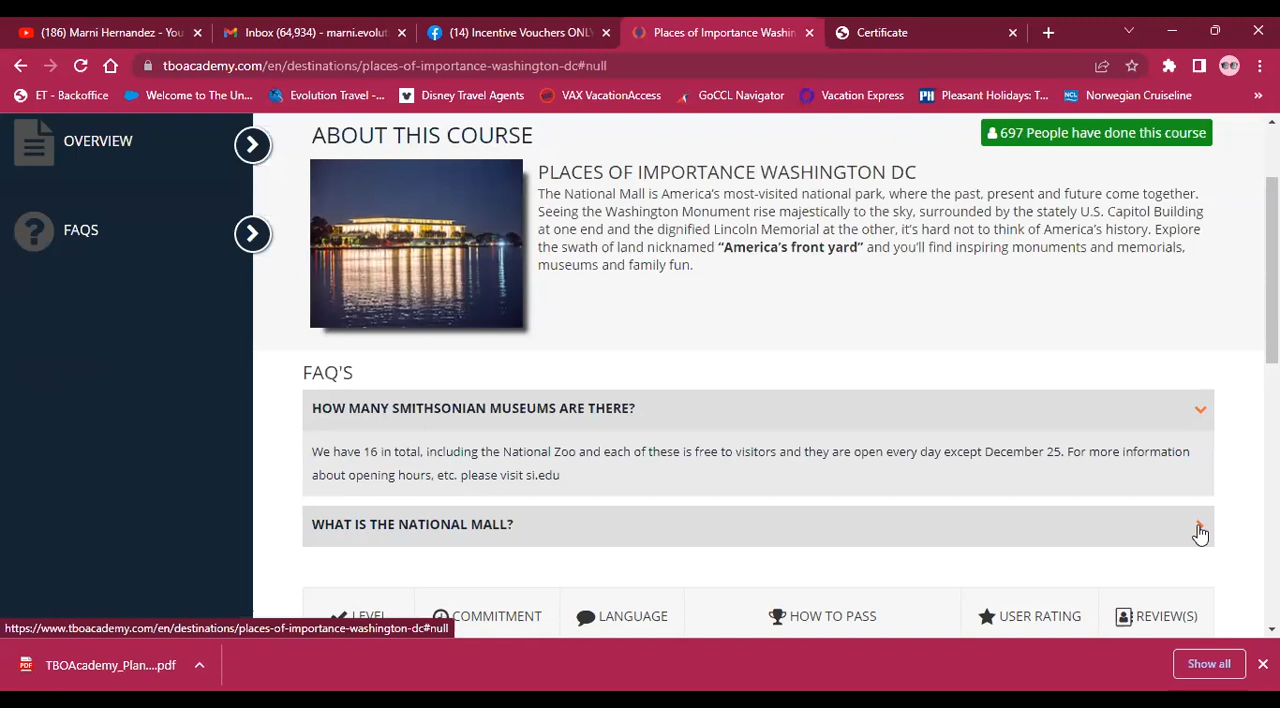 (186) Marni Hernandez - You
Inbox (64,934) - marni.evolut
(14) Incentive Vouchers ONLY
Places of Importance Washin
Certificate
tboacademy.com/en/destinations/places-of-importance-washington-dc#null
ET - Backoffice
Welcome to The Un...
Evolution Travel -...
Disney Travel Agents
VAX VacationAccess
GoCCL Navigator
Vacation Express
PH Pleasant Holidays: T...
NCL Norwegian Cruiseline
»
OVERVIEW
FAQS
ABOUT THIS COURSE
697 People have done this course
PLACES OF IMPORTANCE WASHINGTON DC
The National Mall is America's most-visited national park, where the past, present and future come together.
Seeing the Washington Monument rise majestically to the sky, surrounded by the stately U.S. Capitol Building
at one end and the dignified Lincoln Memorial at the other, it's hard not to think of America's history. Explore
the swath of land nicknamed “America's front yard” and you'll find inspiring monuments and memorials,
museums and family fun.
FAQ'S
HOW MANY SMITHSONIAN MUSEUMS ARE THERE?
We have 16 in total, including the National Zoo and each of these is free to visitors and they are open every day except December 25. For more information
about opening hours, etc. please visit si.edu
WHAT IS THE NATIONAL MALL?
LEVEL
COMMITMENT
LANGUAGE
HOW TO PASS
USER RATING
REVIEW(S)
https://www.tboacademy.com/en/destinations/places-of-importance-washington-dc#null
PDF
TBOAcademy_Plan....pdf
Show all